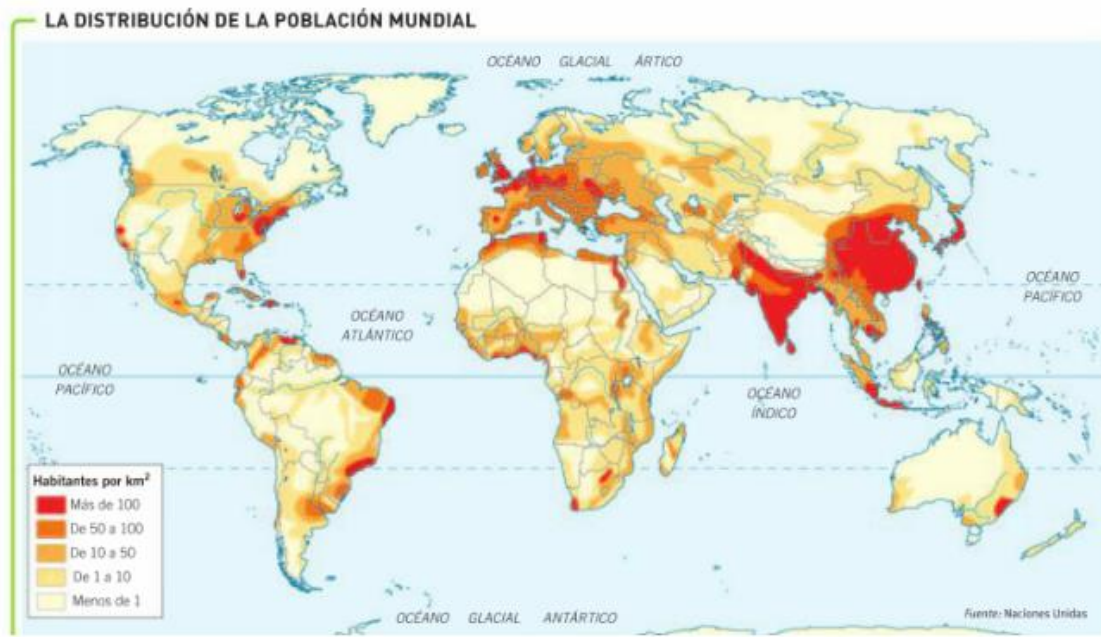 LA DISTRIBUCIÓN DE LA POBLACIÓN MUNDIAL
OCÉANO GLACIAL ÁRTICO
OCÉANO
PACÍFICO
OCÉANO
ATLÁNTICO
OCÉANO
PACÍFICO
OCÉANO
ÍNDICO
Habitantes por km²
Más de 100
De 50 a 100
De 10 a 50
De 1 a 10
Menos de 1
OCÉANO GLACIAL ANTÁRTICO
Fuente: Naciones Unidas